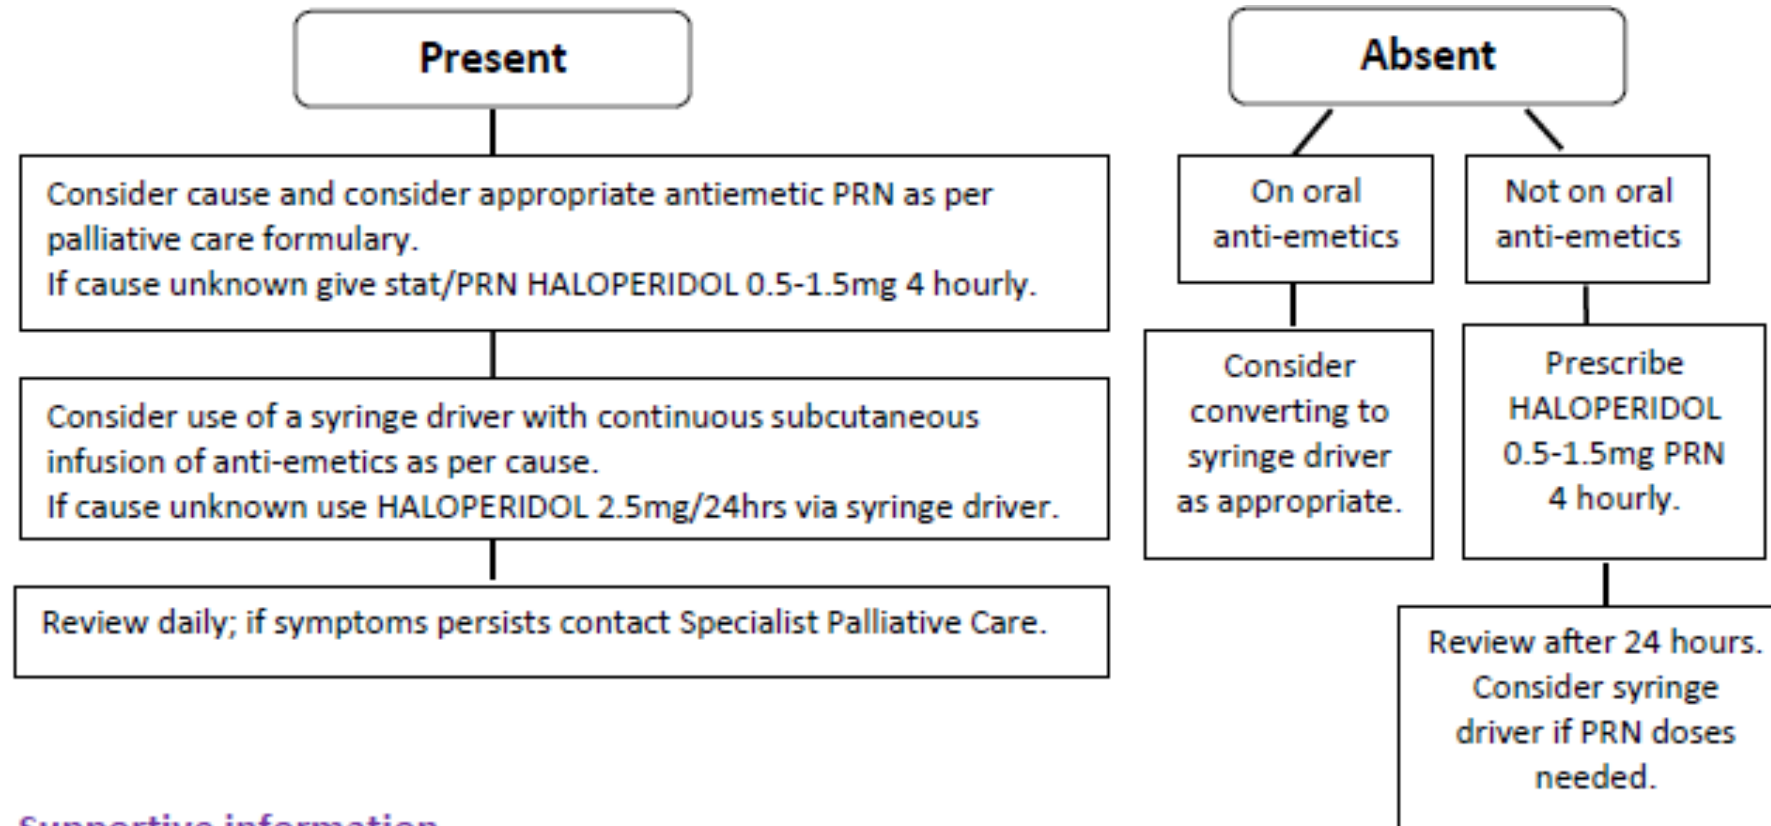 Present
Consider cause and consider appropriate antiemetic PRN as per
palliative care formulary.
If cause unknown give stat/PRN HALOPERIDOL 0.5-1.5mg 4 hourly.
Consider use of a syringe driver with continuous subcutaneous
infusion of anti-emetics as per cause.
If cause unknown use HALOPERIDOL 2.5mg/24hrs via syringe driver.
Review daily; if symptoms persists contact Specialist Palliative Care.
Absent
On oral
anti-emetics
Consider
converting to
syringe driver
as appropriate.
Not on oral
anti-emetics
Prescribe
HALOPERIDOL
0.5-1.5mg PRN
4 hourly.
Review after 24 hours.
Consider syringe
driver if PRN doses
needed.
Supportive information